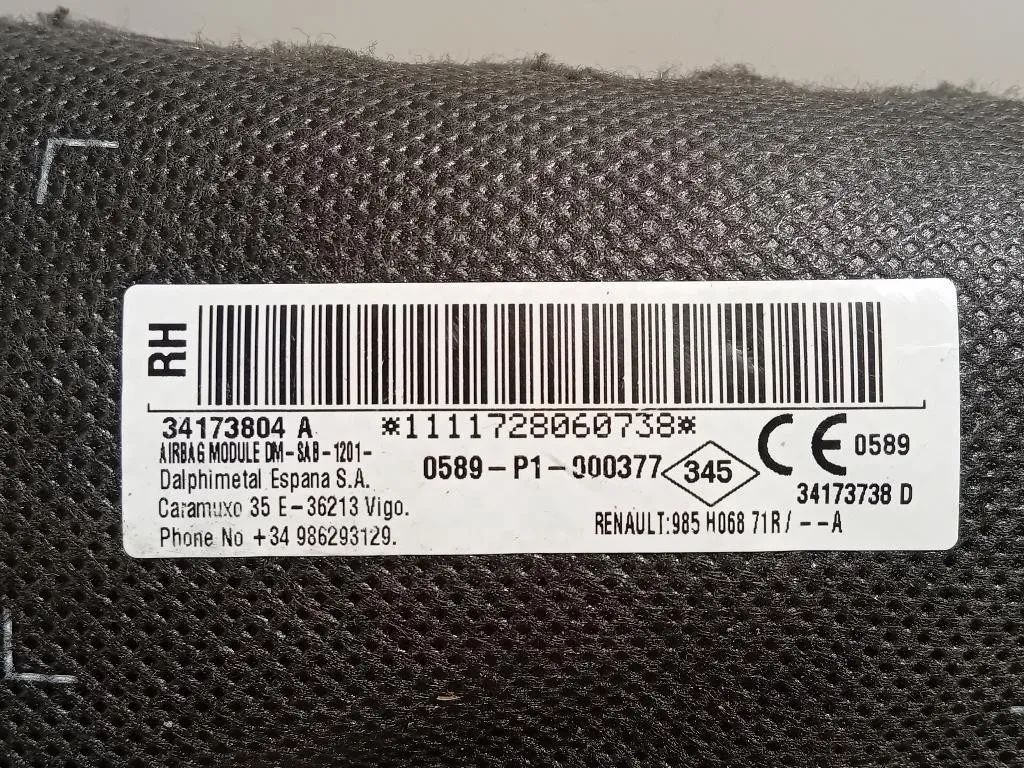 RH
34173804 A
*1111728060738*
AIRBAG MODULE DM-SAB-1201-
Dalphimetal Espana S.A.
Caramuxo 35 E-36213 Vigo.
Phone No +34 986293129.
0589-P1-000377
345
CE 0589
34173738 D
RENAULT:985 H068 71R/ --A